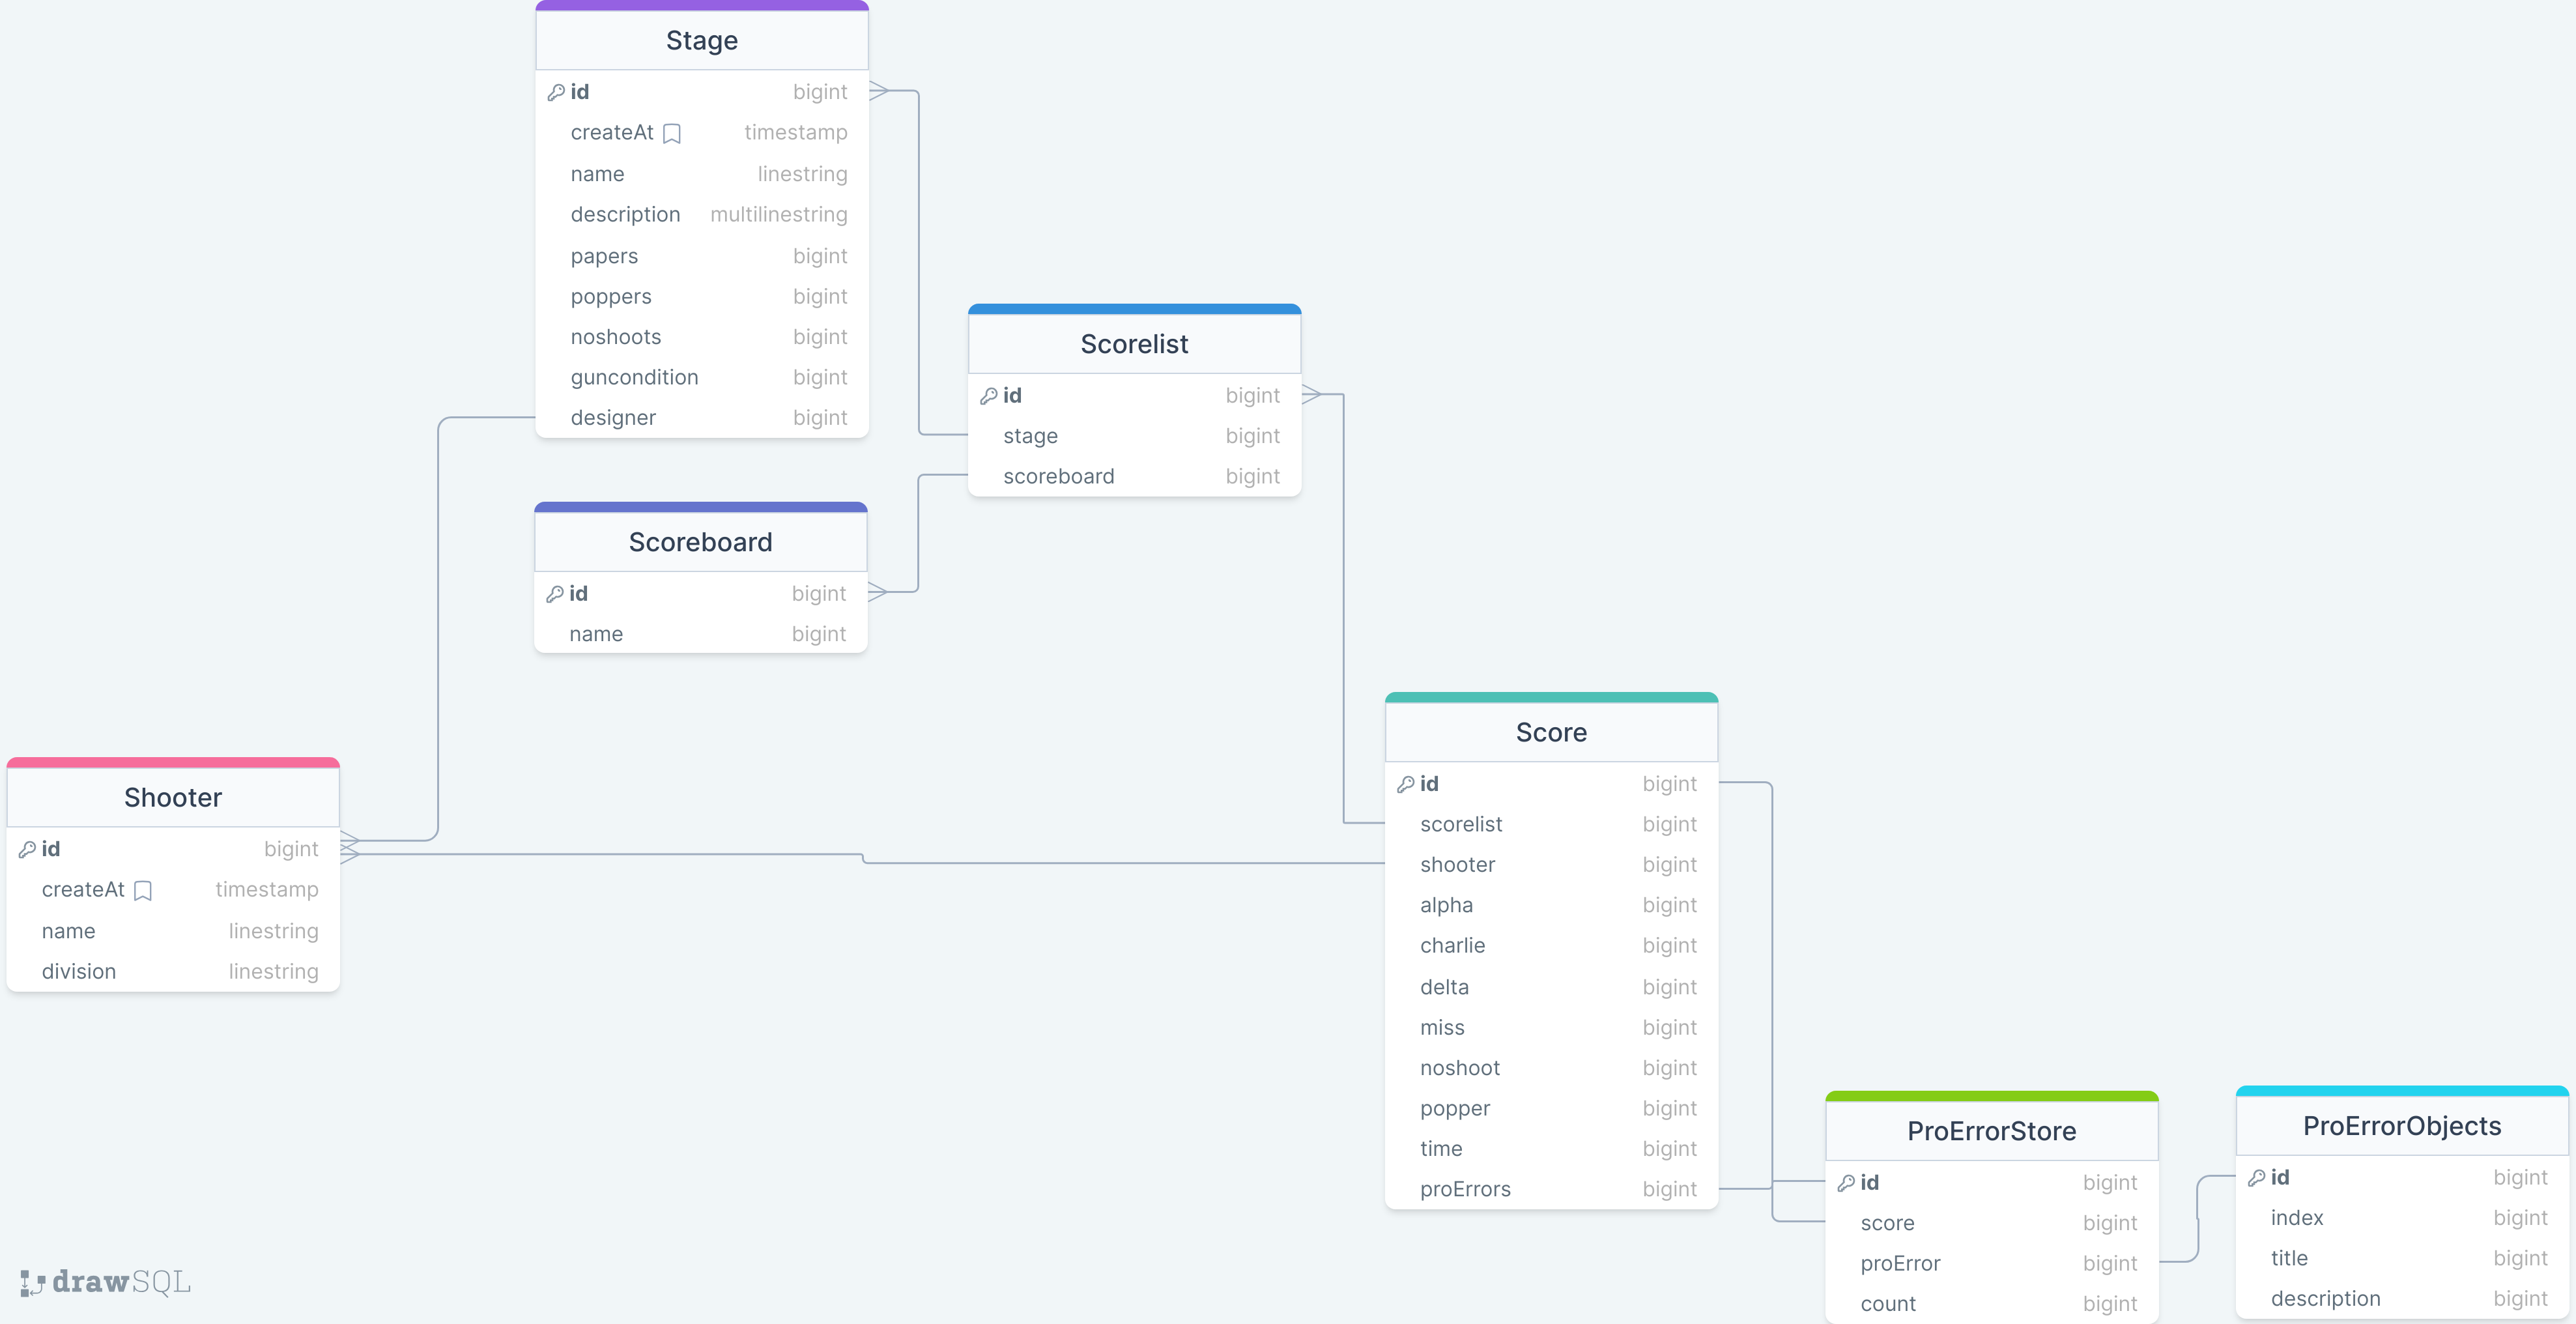 Stage
id bigint
createAt timestamp
name linestring
description multilinestring
papers bigint
poppers bigint
noshoots bigint
guncondition bigint
designer bigint
Scorelist
id bigint
stage bigint
scoreboard bigint
Scoreboard
id bigint
name bigint
Shooter
id bigint
createAt timestamp
name linestring
division linestring
Score
id bigint
scorelist bigint
shooter bigint
alpha bigint
charlie bigint
delta bigint
miss bigint
noshoot bigint
popper bigint
time bigint
proErrors bigint
ProErrorStore
id bigint
score bigint
proError bigint
count bigint
ProErrorObjects
id bigint
index bigint
title bigint
description bigint
drawSQL